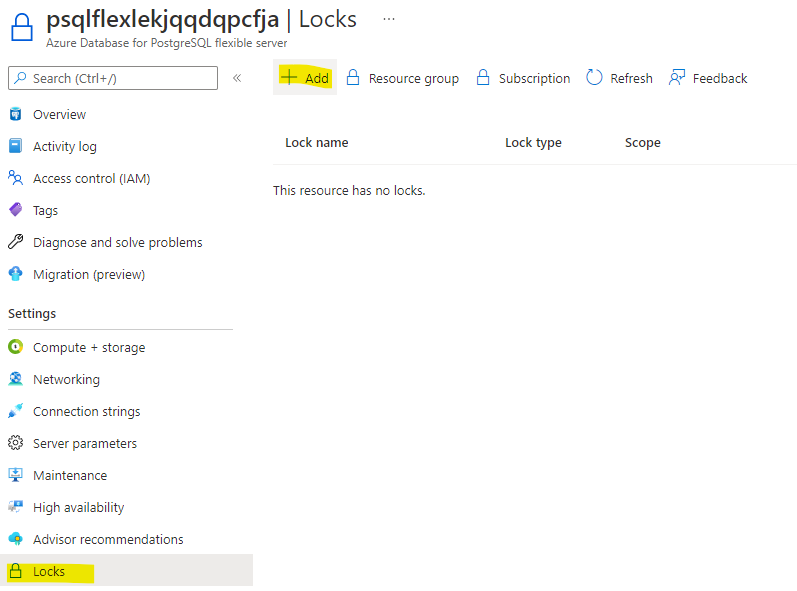 psqlflexlekjqqdqpcfja | Locks ...
Azure Database for PostgreSQL flexible server
Search (Ctrl+/) «
Overview
Activity log
Access control (IAM)
Tags
Diagnose and solve problems
Migration (preview)
Settings
Compute + storage
Networking
Connection strings
Server parameters
Maintenance
High availability
Advisor recommendations
Locks
+ Add Resource group Subscription Refresh Feedback
Lock name Lock type Scope
This resource has no locks.